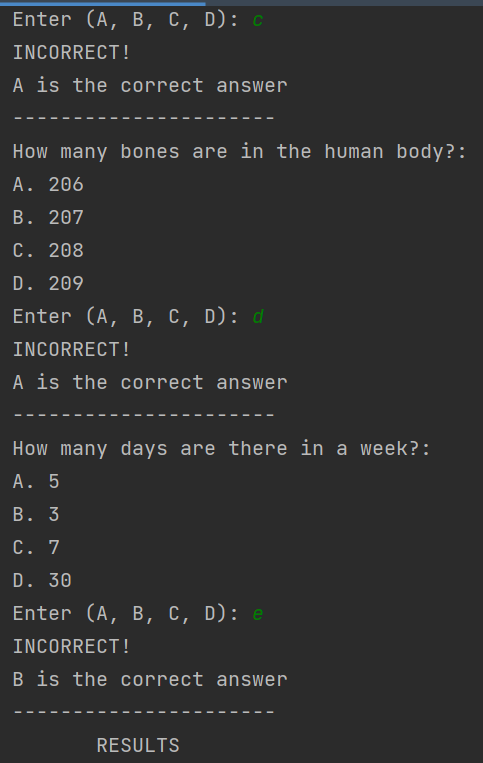 Enter (A, B, C, D): c
INCORRECT!
A is the correct answer
----------------------
How many bones are in the human body?:
A. 206
B. 207
C. 208
D. 209
Enter (A, B, C, D): d
INCORRECT!
A is the correct answer
----------------------
How many days are there in a week?:
A. 5
B. 3
C. 7
D. 30
Enter (A, B, C, D): e
INCORRECT!
B is the correct answer
----------------------
       RESULTS